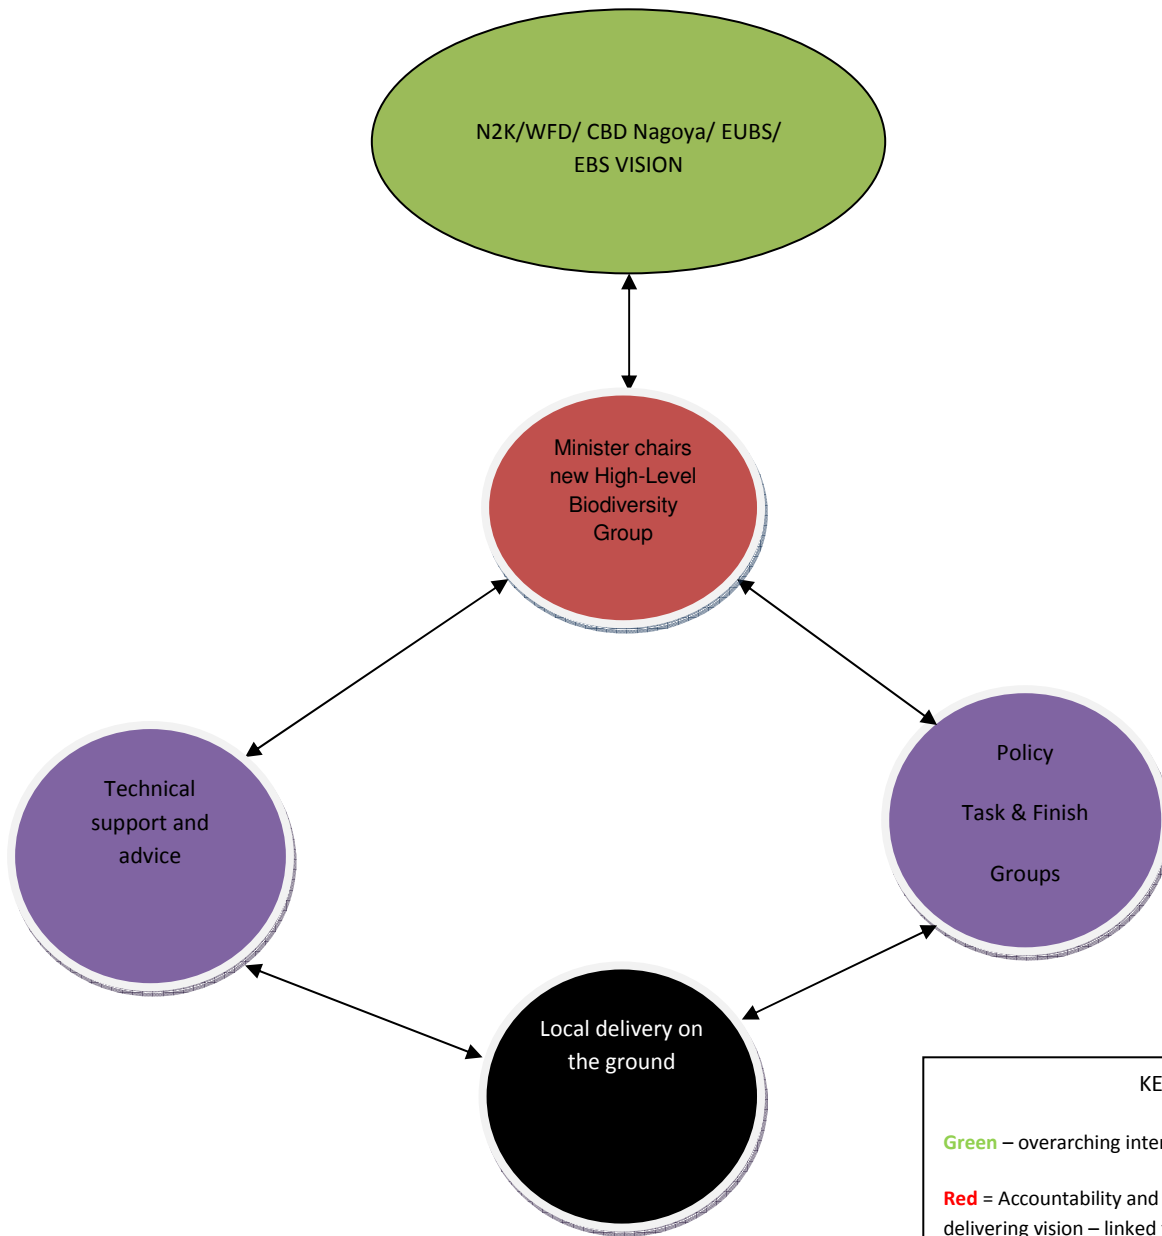 N2K/WFD/ CBD Nagoya/ EUBS/
EBS VISION
Minister chairs
new High-Level
Biodiversity
Group
Technical
support and
advice
Policy
Task & Finish
Groups
Local delivery on
the ground
Green – overarching
Red = Accountability and
delivering vision – linked